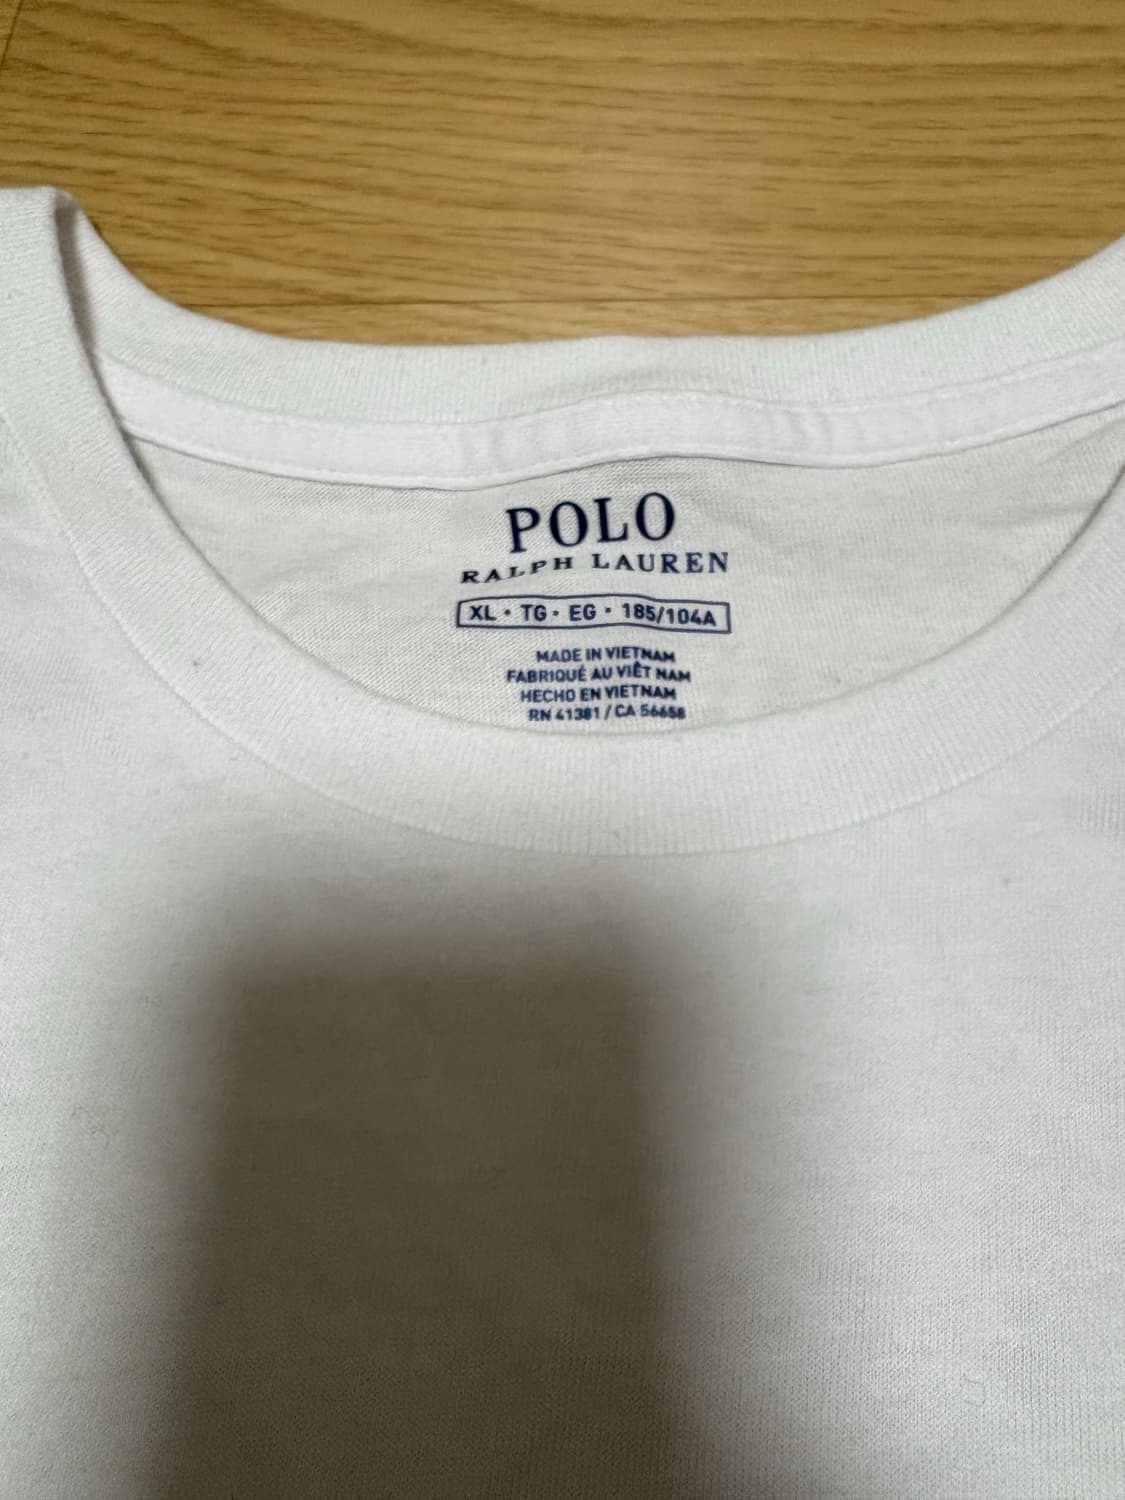 POLO
RALPH LAUREN
XL • TG • EG • 185/104A
MADE IN VIETNAM
FABRIQUÉ AU VIÊT NAM
HECHO EN VIETNAM
RN 41381 / CA 56658